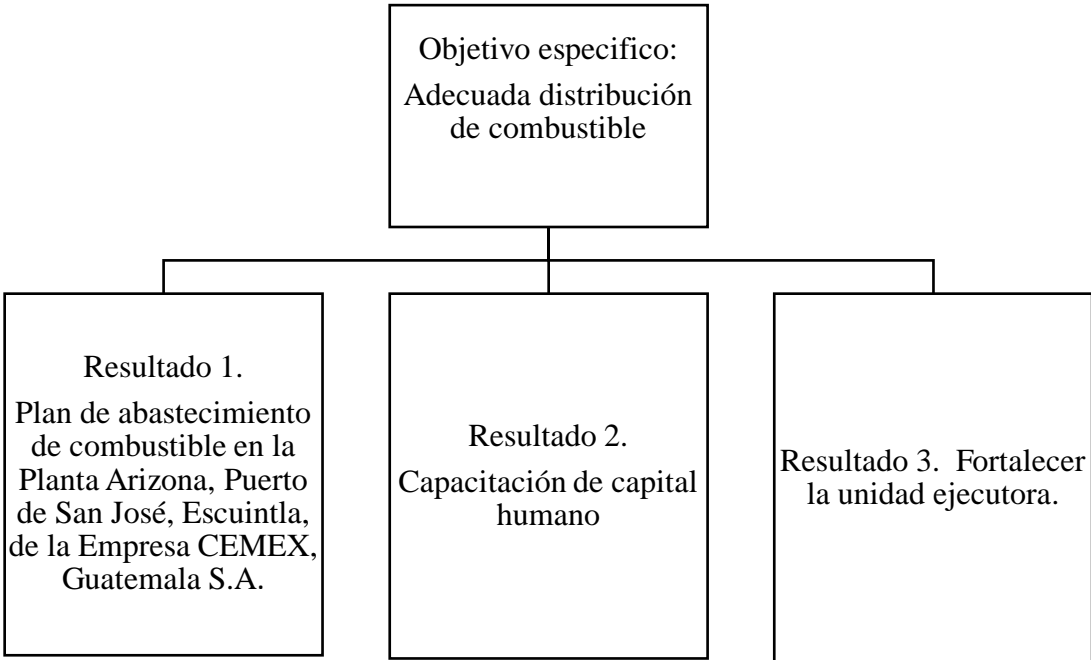 Objetivo especifico:
Adecuada distribución
de combustible
Resultado 1.
Plan de abastecimiento
de combustible en la
Planta Arizona, Puerto
de San José, Escuintla,
de la Empresa CEMEX,
Guatemala S.A.
Resultado 2.
Capacitación de capital
humano
Resultado 3.  Fortalecer
la unidad ejecutora.